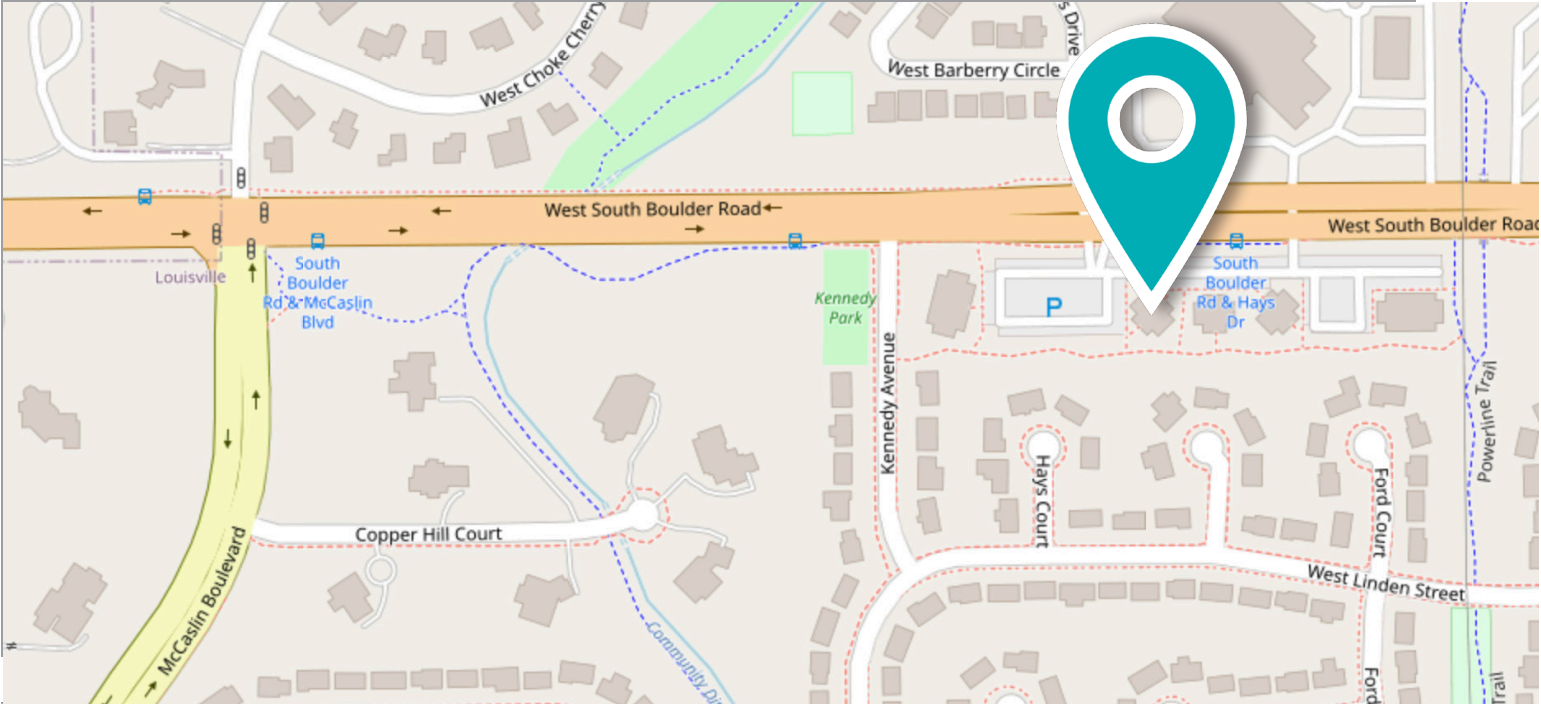 West Choke Cherry
s Drive
West Barberry Circle
West South Boulder Road
West South Boulder Road
Louisville
South
Boulder
Rd & McCaslin
Blvd
South
Boulder
Rd & Hays
Dr
Kennedy
Park
P
Kennedy Avenue
Hays Court
Ford Court
Powerline Trail
Copper Hill Court
McCaslin Boulevard
West Linden Street
Community Di
Ford
Trail